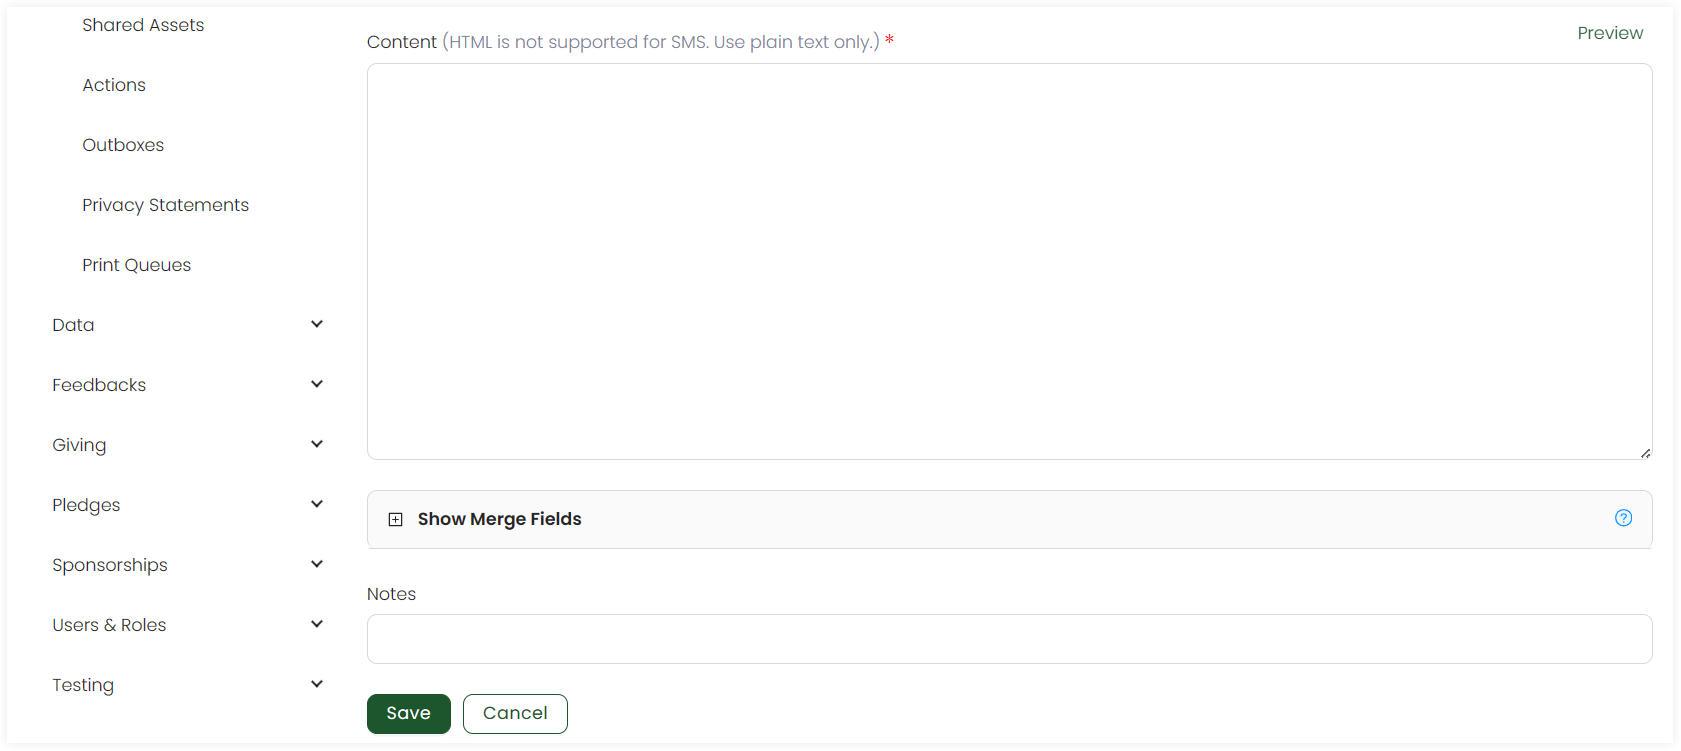 Shared Assets
Actions
Outboxes
Privacy Statements
Print Queues
Data
Feedbacks
Giving
Pledges
Sponsorships
Users & Roles
Testing
Content (HTML is not supported for SMS. Use plain text only.) *
Preview
Show Merge Fields
?
Notes
Save
Cancel